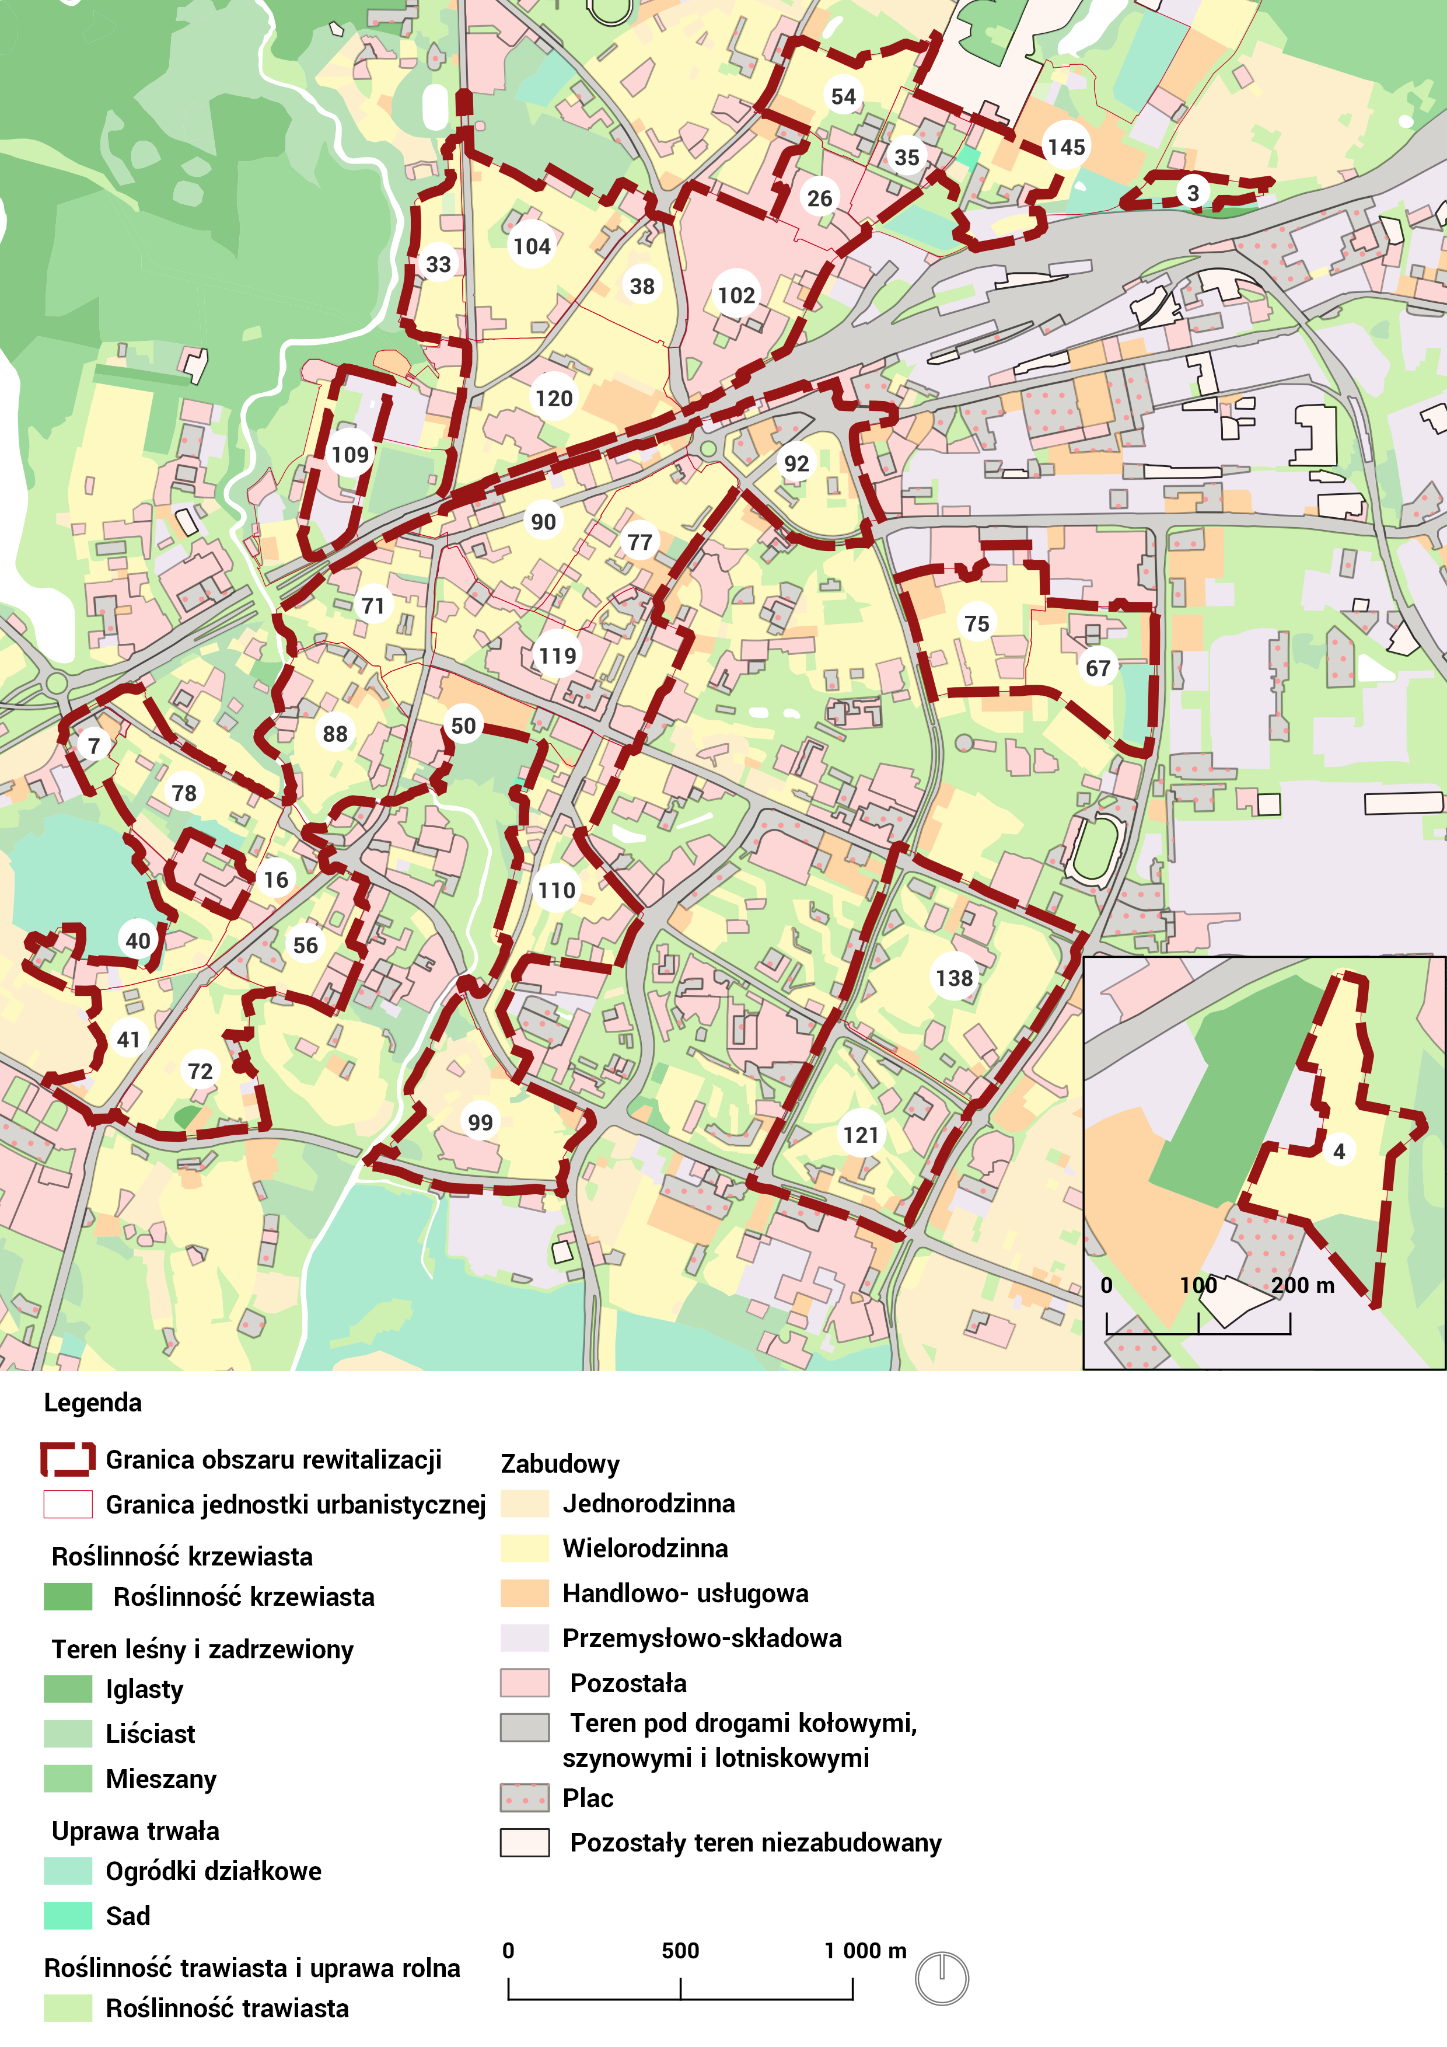 54
145
35
3
26
104
33
38
102
120
109
92
90
77
71
75
119
67
50
88
7
78
16
110
40
56
138
41
72
99
121
4
0 100 200 m
Legenda
Granica obszaru rewitalizacji
Granica jednostki urbanistycznej
Roślinność krzewiasta
Roślinność krzewiasta
Teren leśny i zadrzewiony
Iglasty
Liściast
Mieszany
Uprawa trwała
Ogródki działkowe
Sad
Roślinność trawiasta i uprawa rolna
Roślinność trawiasta
Zabudowy
Jednorodzinna
Wielorodzinna
Handlowo- usługowa
Przemysłowo-składowa
Pozostała
Teren pod drogami kołowymi,
szynowymi i lotniskowymi
Plac
Pozostały teren niezabudowany
0 500 1 000 m